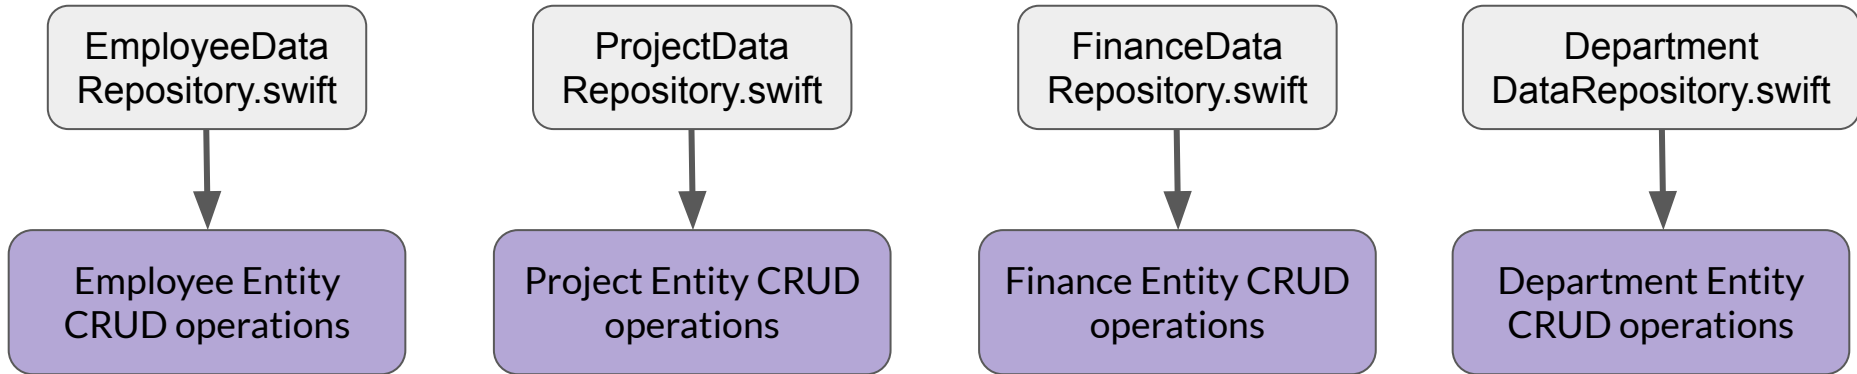 EmployeeData
Repository.swift
ProjectData
Repository.swift
FinanceData
Repository.swift
Department
DataRepository.swift
Employee Entity
CRUD operations
Project Entity CRUD
operations
Finance Entity CRUD
operations
Department Entity
CRUD operations